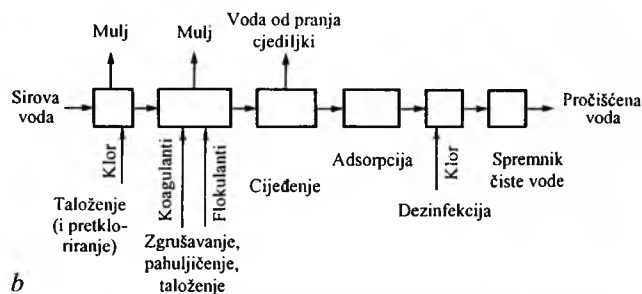 Mulj
Mulj
Voda od pranja
cjediljki
Sirova
voda
Pročišćena
voda
Klor
Koagulanti
Flokulanti
Klor
Taloženje
(i pretklo-
riranje)
Zgrušavanje,
pahuljičenje,
taloženje
Cijeđenje
Adsorpcija
Dezinfekcija
Spremnik
čiste vode
b